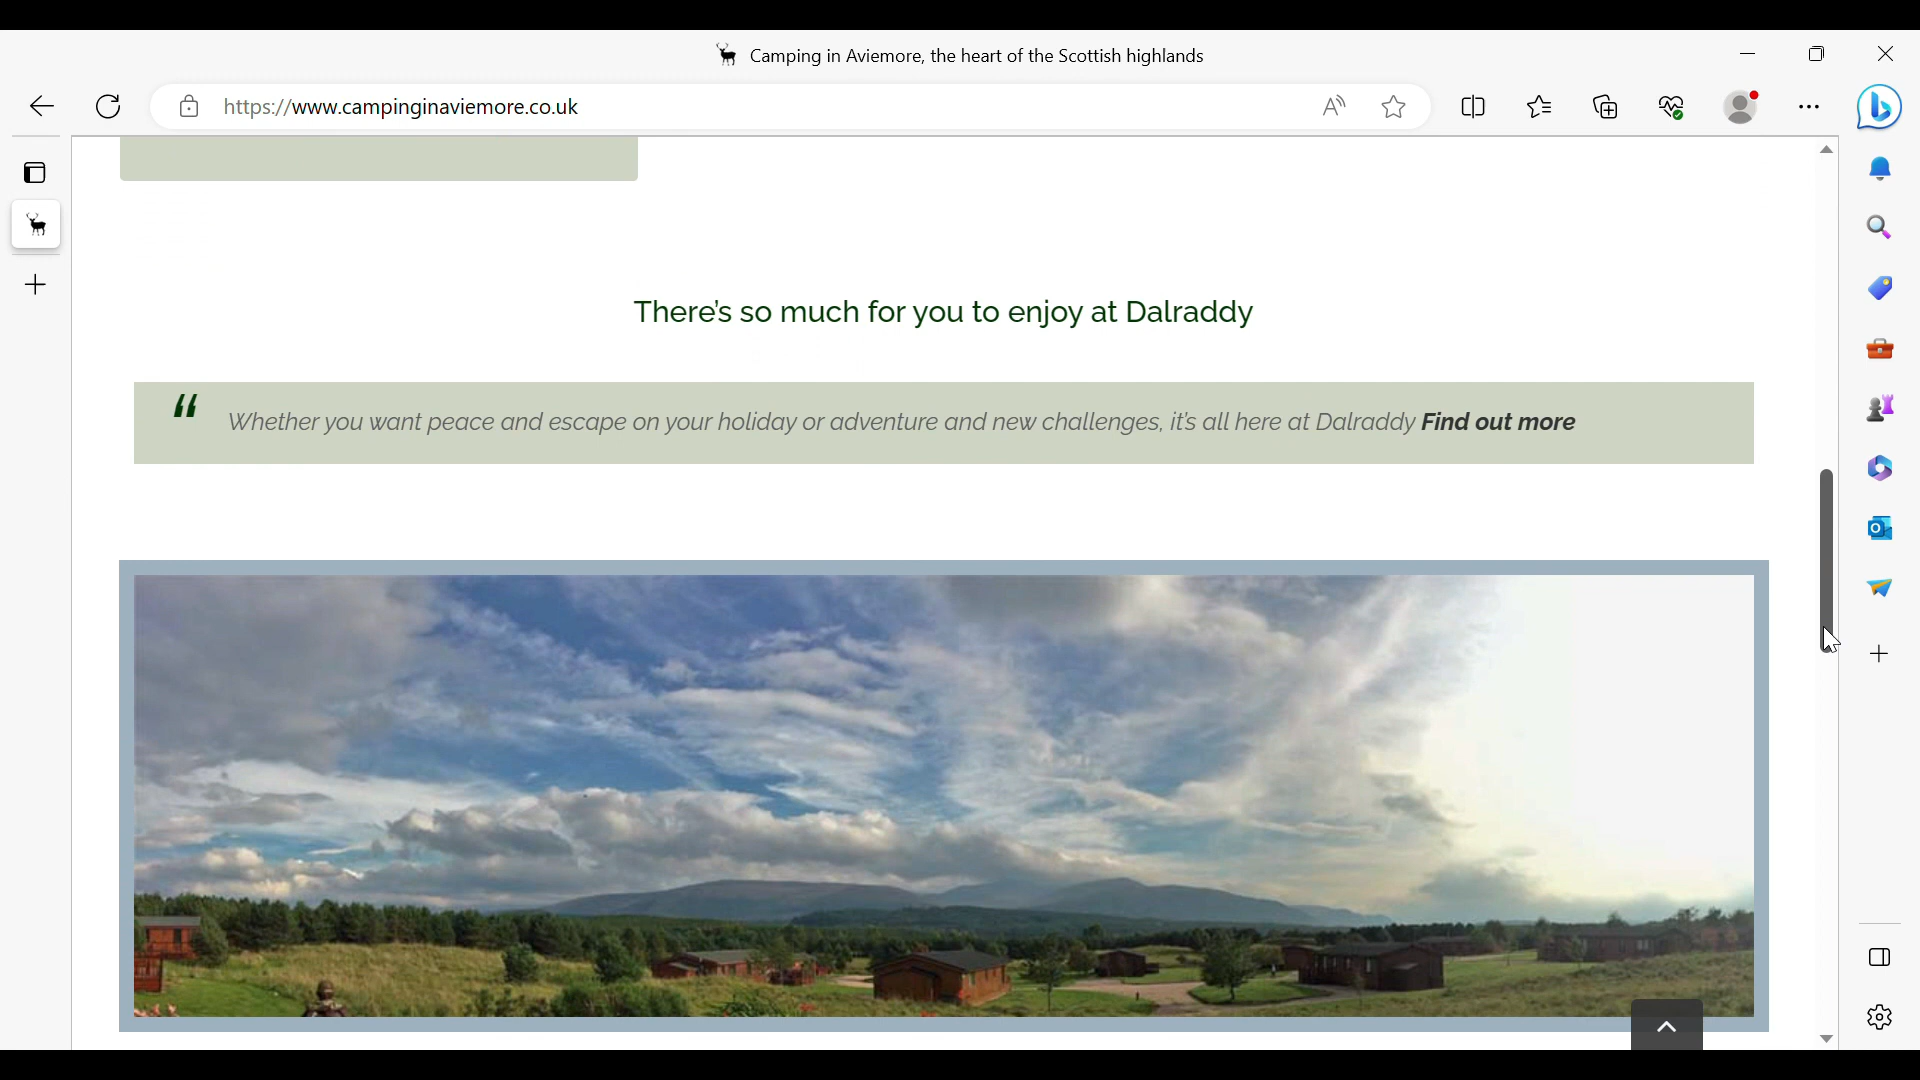 Camping in Aviemore, the heart of the Scottish highlands
https://www.campinginaviemore.co.uk
There's so much for you to enjoy at Dalraddy
“ Whether you want peace and escape on your holiday or adventure and new challenges, it's all here at Dalraddy Find out more